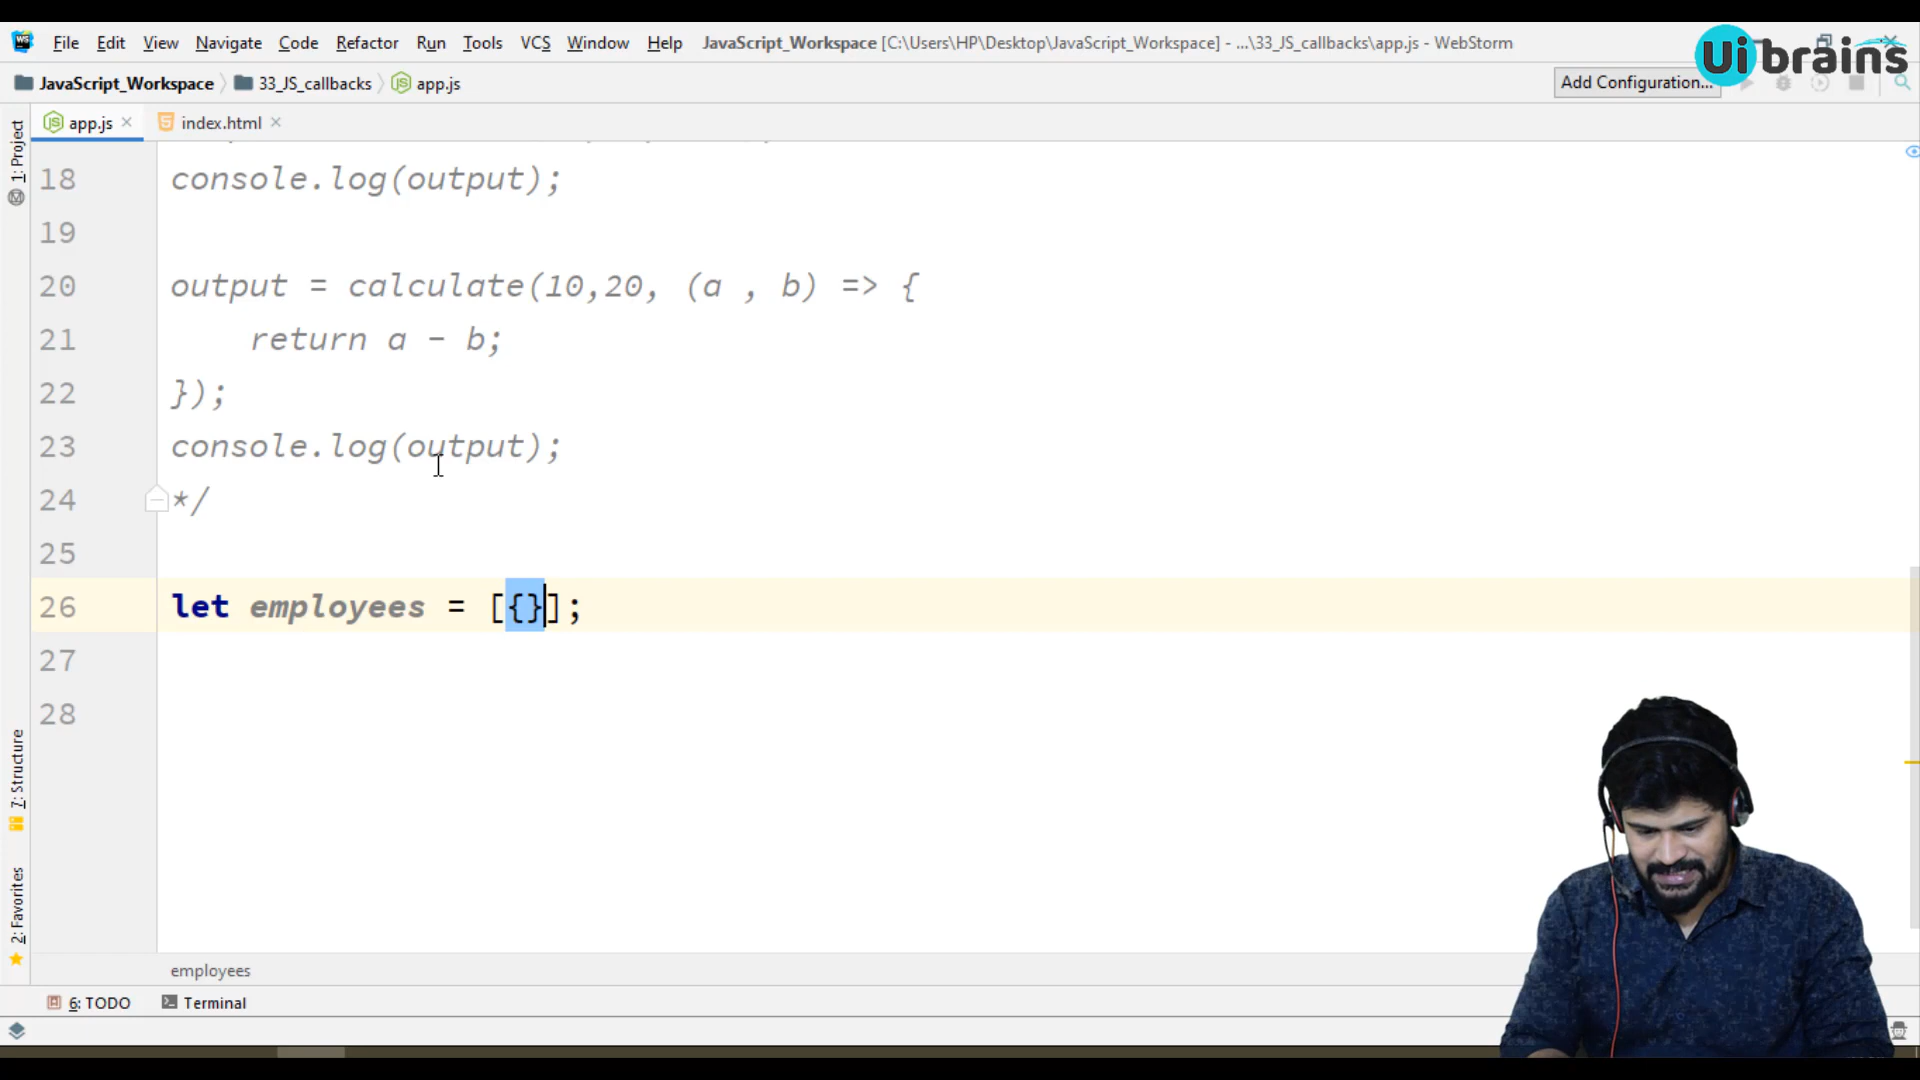 File Edit View Navigate Code Refactor Run Tools VCS Window Help JavaScript_Workspace [C:\Users\HP\Desktop\JavaScript_Workspace] - ...\33_JS_callbacks\app.js - WebStorm
Ui brains
JavaScript_Workspace 33_JS_callbacks app.js Add Configuration...
app.js index.html
1: Project
18 console.log(output);
19
20 output = calculate(10,20, (a , b) => {
21 return a - b;
22 });
23 console.log(output);
24 */
25
26 let employees = [{}];
27
28
7: Structure
2: Favorites
employees
6: TODO Terminal